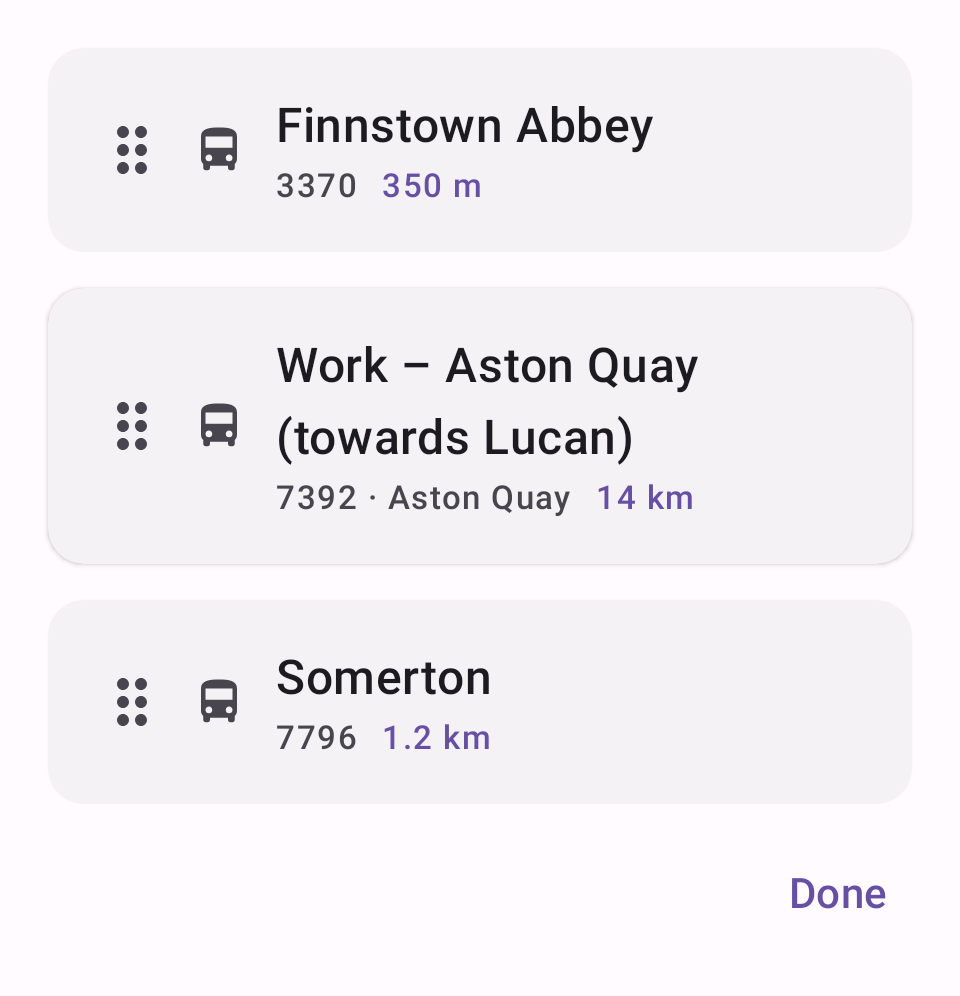 Finnstown Abbey
3370 350 m
Work – Aston Quay
(towards Lucan)
7392 · Aston Quay 14 km
Somerton
7796 1.2 km
Done